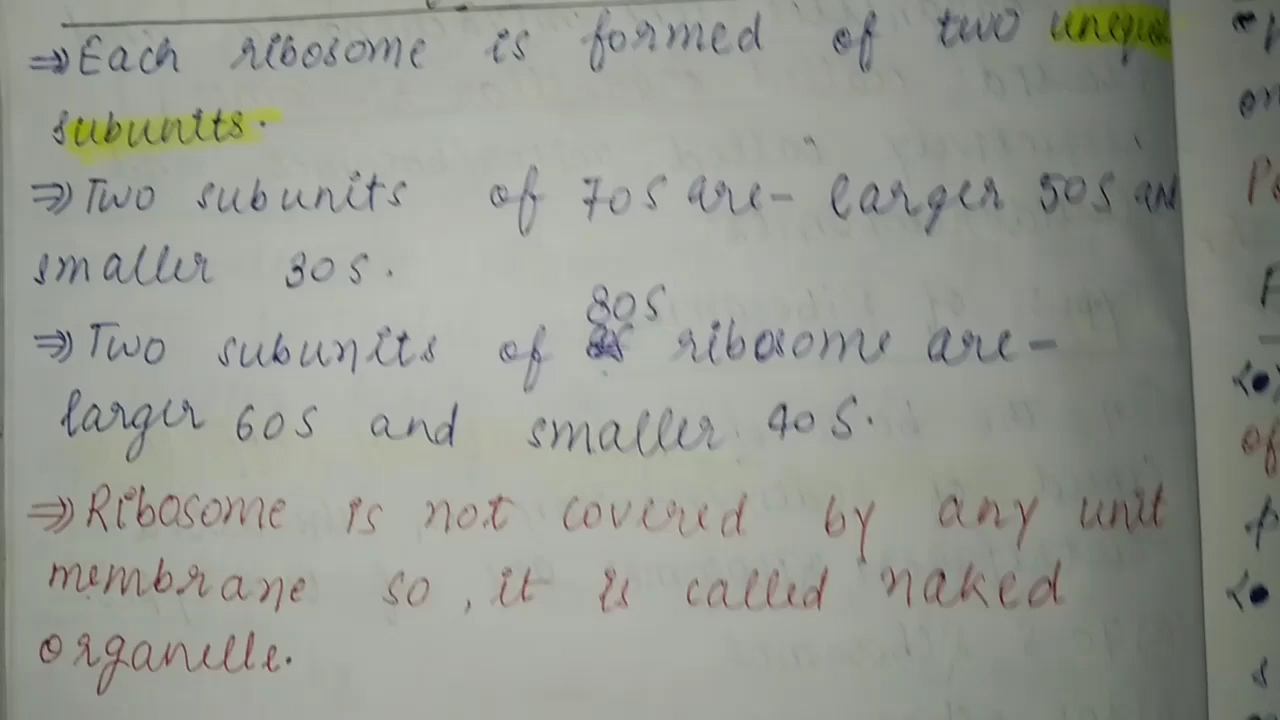 ⇒ Each ribosome is formed of two unequal
subunits.
⇒ Two subunits of 70S are - larger 50S and
smaller 30S.
80S
⇒ Two subunits of ribosome are -
larger 60S and smaller 40S.
⇒ Ribosome is not covered by any unit
membrane so, it is called naked
organelle.